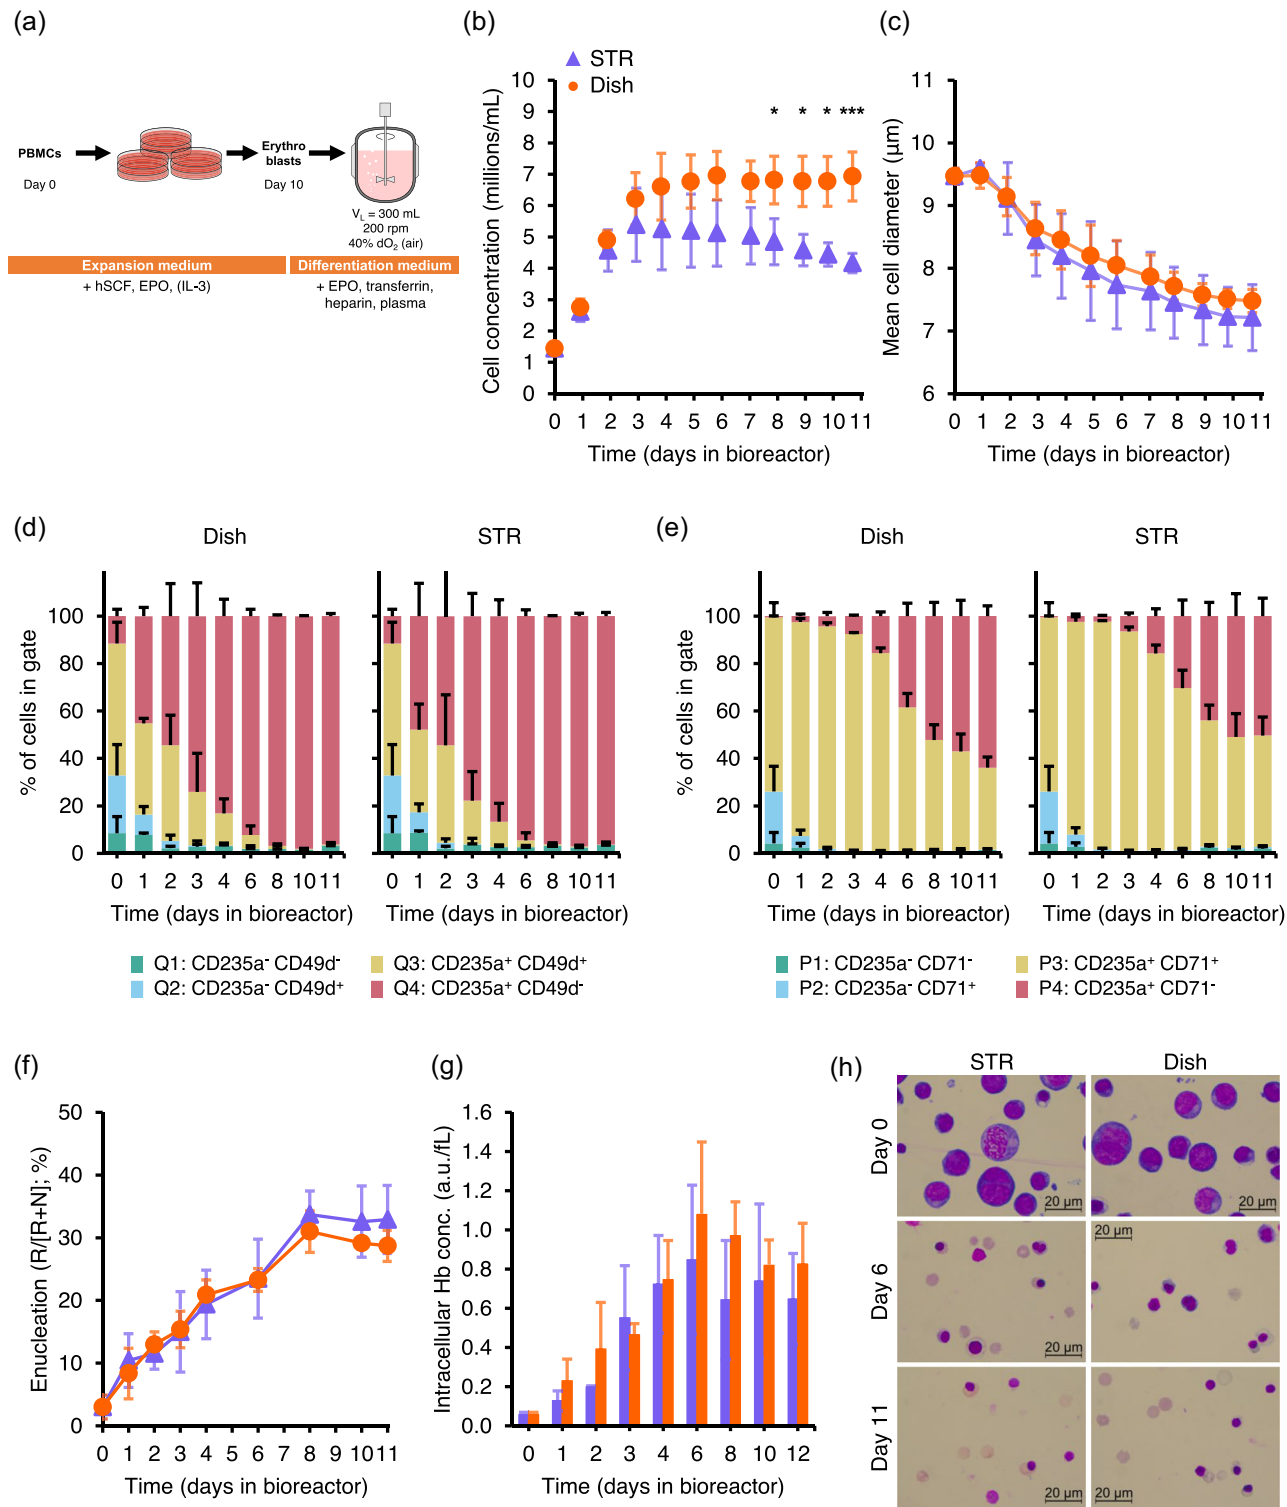 (a)
PBMCs
Day 0
Erythro
blasts
Day 10
V_L = 300 mL
200 rpm
40% dO₂ (air)
Expansion medium
+ hSCF, EPO, (IL-3)
Differentiation medium
+ EPO, transferrin,
heparin, plasma
(b)
STR
Dish
Cell concentration (millions/mL)
10
9
8
7
6
5
4
3
2
1
0
* * * ***
0 1 2 3 4 5 6 7 8 9 10 11
Time (days in bioreactor)
(c)
Mean cell diameter (µm)
10
9
8
7
6
0 1 2 3 4 5 6 7 8 9 10 11
Time (days in bioreactor)
(d)
Dish
STR
% of cells in gate
100
80
60
40
20
0
0 1 2 3 4 6 8 10 11
Time (days in bioreactor)
100
80
60
40
20
0
0 1 2 3 4 6 8 10 11
Time (days in bioreactor)
Q1: CD235a⁻ CD49d⁻
Q2: CD235a⁻ CD49d⁺
Q3: CD235a⁺ CD49d⁺
Q4: CD235a⁺ CD49d⁻
(e)
Dish
STR
% of cells in gate
100
80
60
40
20
0
0 1 2 3 4 6 8 10 11
Time (days in bioreactor)
100
80
60
40
20
0
0 1 2 3 4 6 8 10 11
Time (days in bioreactor)
P1: CD235a⁻ CD71⁻
P2: CD235a⁻ CD71⁺
P3: CD235a⁺ CD71⁺
P4: CD235a⁺ CD71⁻
(f)
Enucleation (R/[R+N]; %)
50
40
30
20
10
0
0 1 2 3 4 5 6 7 8 9 10 11
Time (days in bioreactor)
(g)
Intracellular Hb conc. (a.u./fL)
1.6
1.4
1.2
1.0
0.8
0.6
0.4
0.2
0.0
0 1 2 3 4 6 8 10 12
Time (days in bioreactor)
(h)
STR
Dish
Day 0
20 µm
20 µm
Day 6
20 µm
20 µm
Day 11
20 µm
20 µm